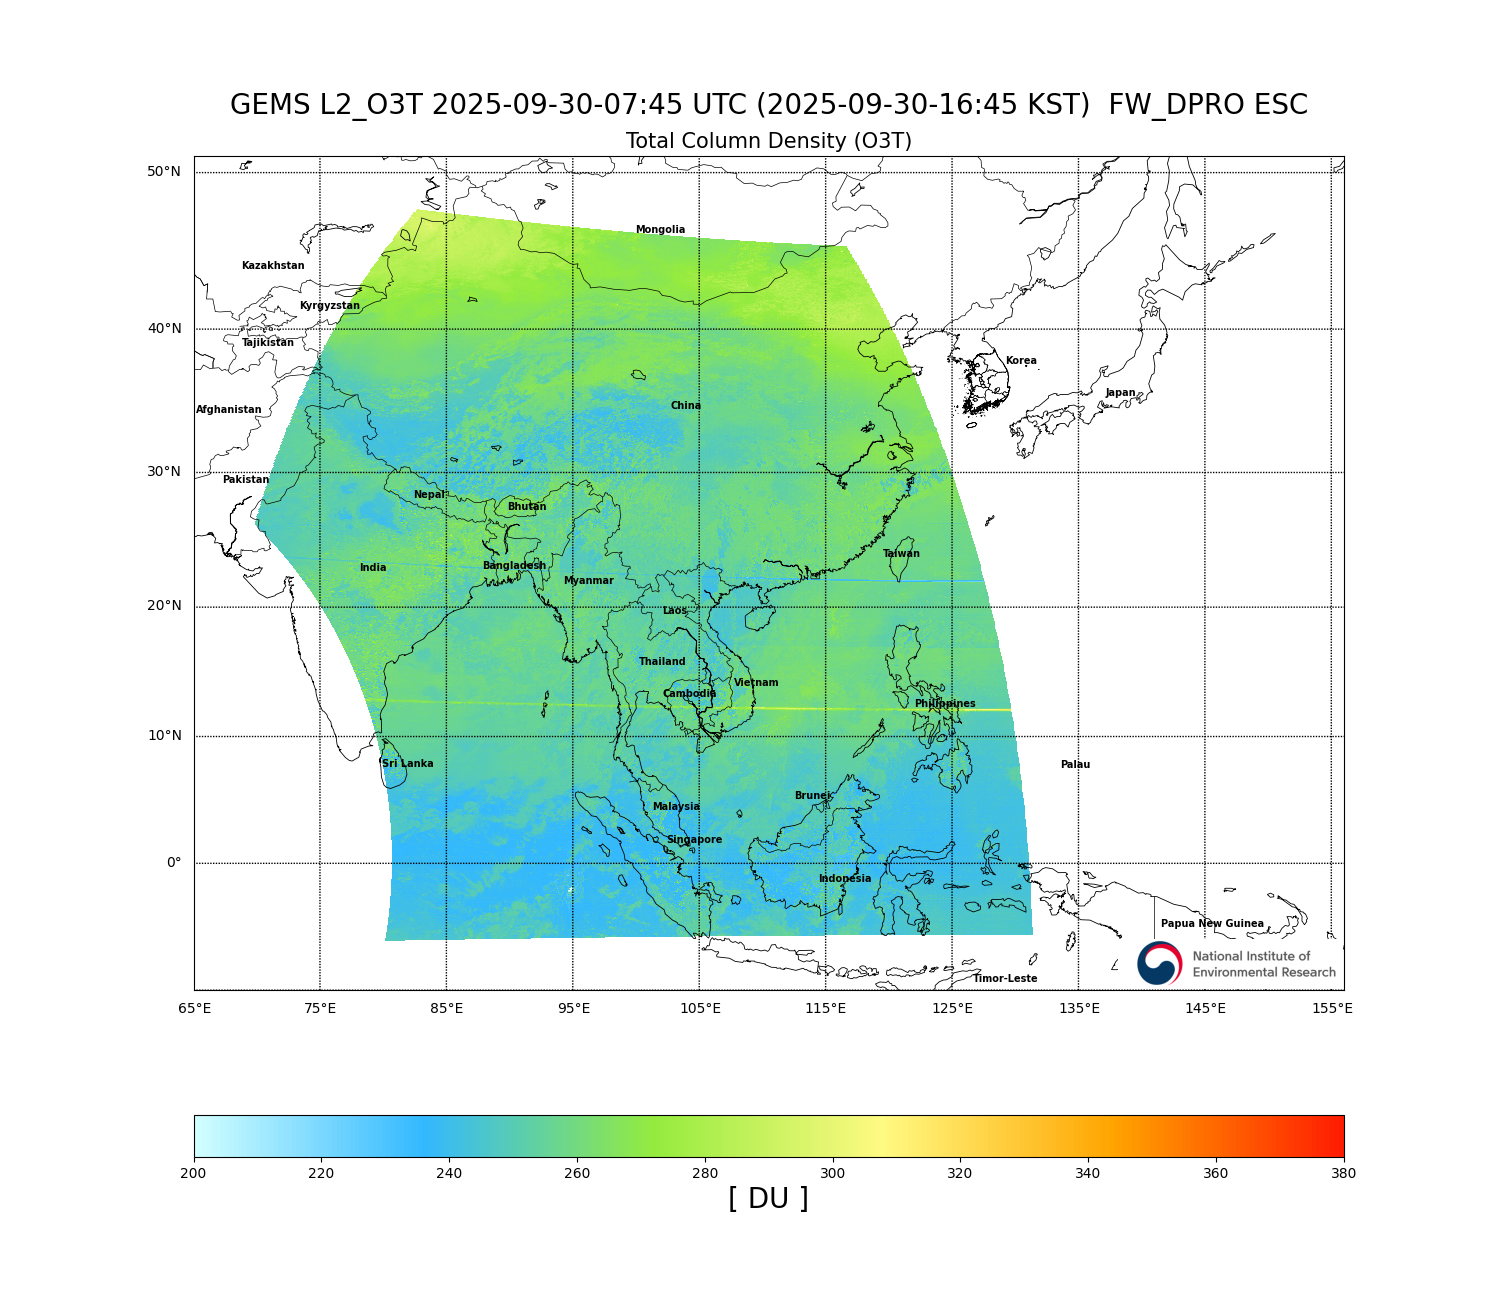 GEMS L2_O3T 2025-09-30-07:45 UTC (2025-09-30-16:45 KST)  FW_DPRO ESC
Total Column Density (O3T)
50°N
Mongolia
Kazakhstan
Kyrgyzstan
40°N
Tajikistan
Korea
Japan
Afghanistan
China
30°N
Pakistan
Nepal
Bhutan
Taiwan
India
Bangladesh
Myanmar
20°N
Laos
Thailand
Vietnam
Cambodia
Philippines
10°N
Sri Lanka
Palau
Brunei
Malaysia
Singapore
0°
Indonesia
Papua New Guinea
National Institute of
Environmental Research
Timor-Leste
65°E 75°E 85°E 95°E 105°E 115°E 125°E 135°E 145°E 155°E
200 220 240 260 280 300 320 340 360 380
[ DU ]